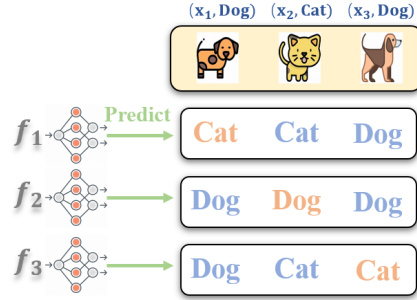 (x₁, Dog) (x₂, Cat) (x₃, Dog)
f₁ Predict Cat Cat Dog
f₂ Dog Dog Dog
f₃ Dog Cat Cat